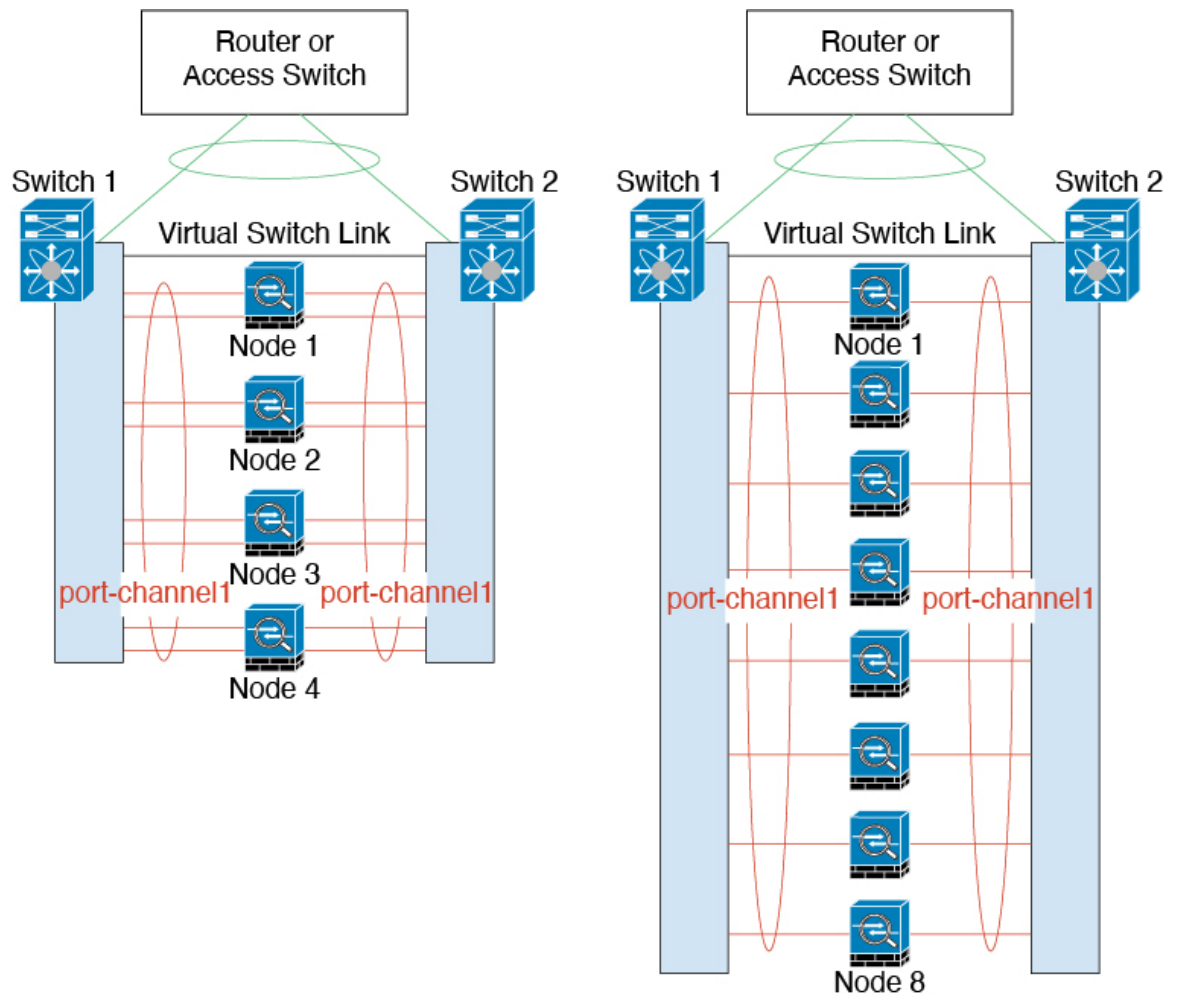 Router or
Access Switch
Switch 1
Switch 2
Virtual Switch Link
Node 1
Node 2
Node 3
port-channel1
port-channel1
Node 4
Router or
Access Switch
Switch 1
Switch 2
Virtual Switch Link
Node 1
port-channel1
port-channel1
Node 8